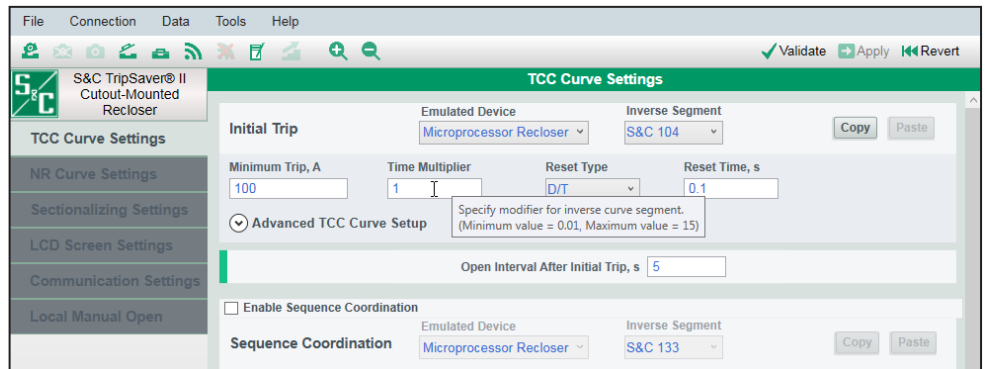 File Connection Data Tools Help
Validate Apply Revert
S&C
S&C TripSaver® II
Cutout-Mounted
Recloser
TCC Curve Settings
NR Curve Settings
Sectionalizing Settings
LCD Screen Settings
Communication Settings
Local Manual Open
TCC Curve Settings
Emulated Device Inverse Segment
Initial Trip Microprocessor Recloser S&C 104 Copy Paste
Minimum Trip, A Time Multiplier Reset Type Reset Time, s
100 1 D/T 0.1
Specify modifier for inverse curve segment.
(Minimum value = 0.01, Maximum value = 15)
Advanced TCC Curve Setup
Open Interval After Initial Trip, s 5
Enable Sequence Coordination
Emulated Device Inverse Segment
Sequence Coordination Microprocessor Recloser S&C 133 Copy Paste